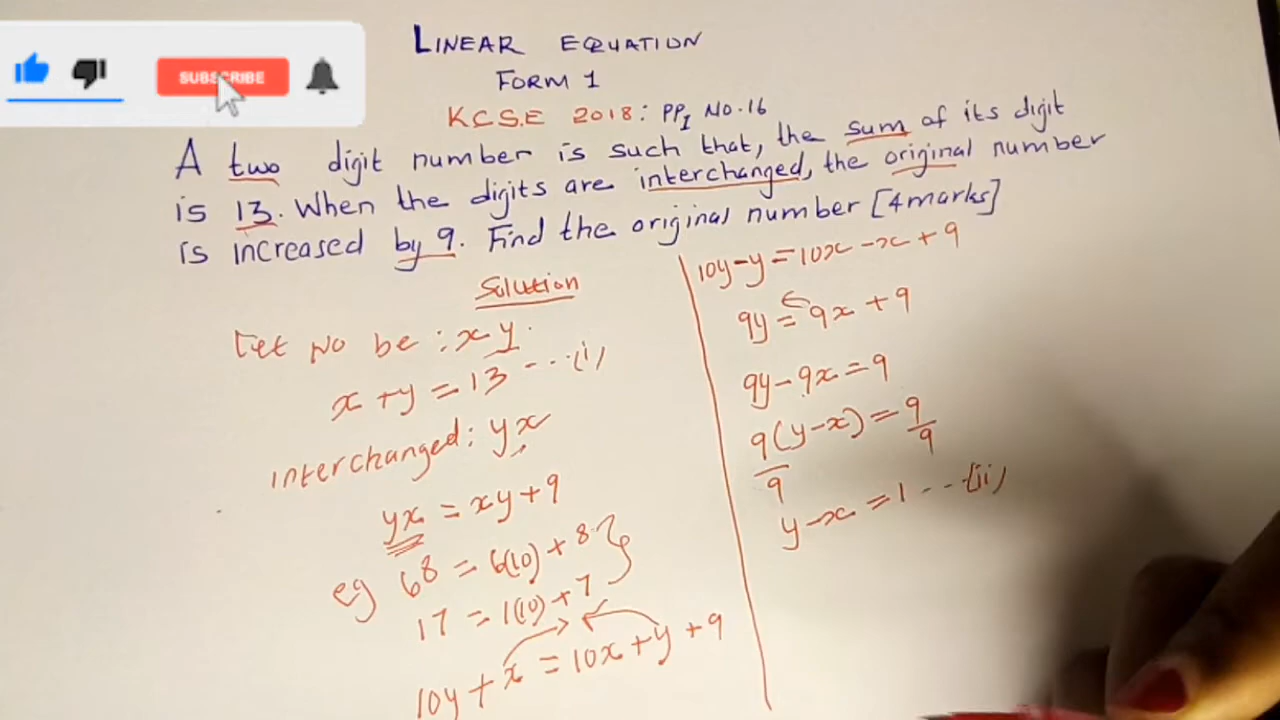 SUBSCRIBE
LINEAR EQUATION
FORM 1
KCSE 2018: PP1 NO.16
A two digit number is such that, the sum of its digit
is 13. When the digits are interchanged, the original number
is increased by 9. Find the original number [4marks]
Solution
Let No be: xy.
x+y=13 ---(i)
interchanged: yx
yx = xy+9
eg 68 = 6(10)+8
17 = 1(10)+7
10y+x = 10x+y+9
10y-y=10x-x+9
9y=9x+9
9y-9x=9
9(y-x)=9
9 9
y-x=1 ---(ii)